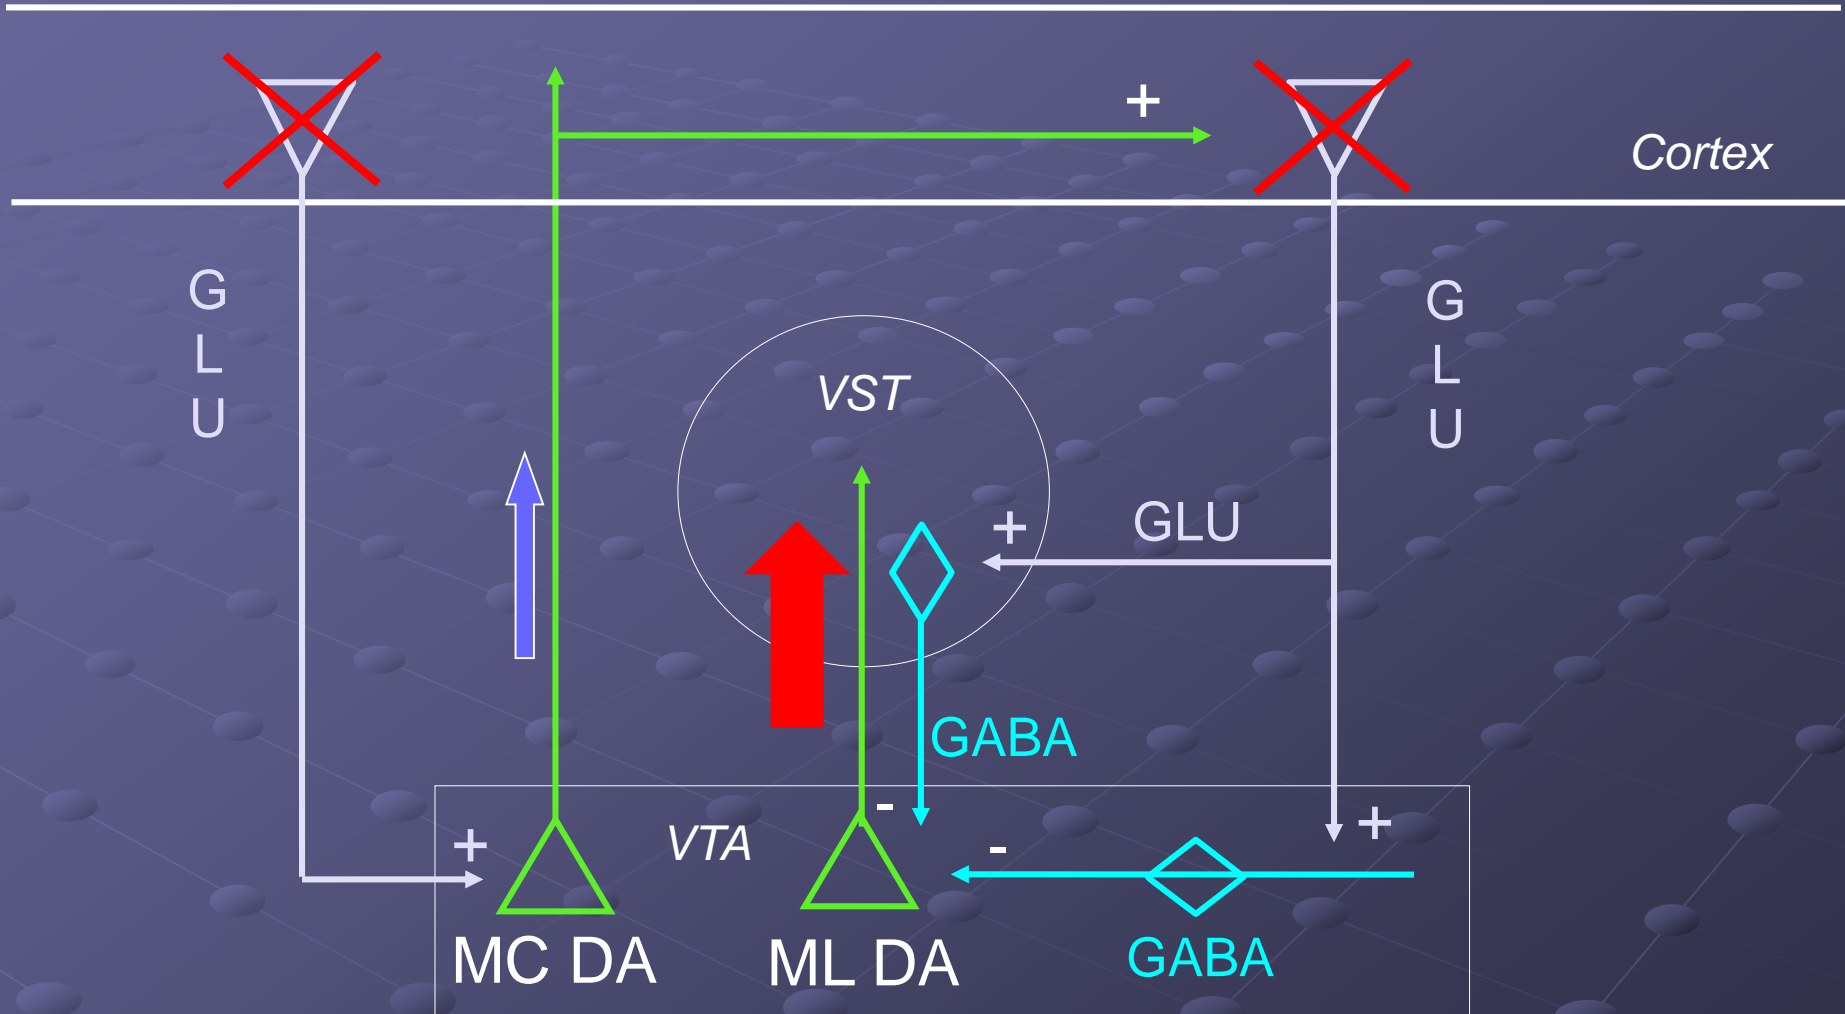 +
Cortex
G
L
U
G
L
U
VST
+
GLU
GABA
-
+
VTA
-
+
MC DA
ML DA
GABA